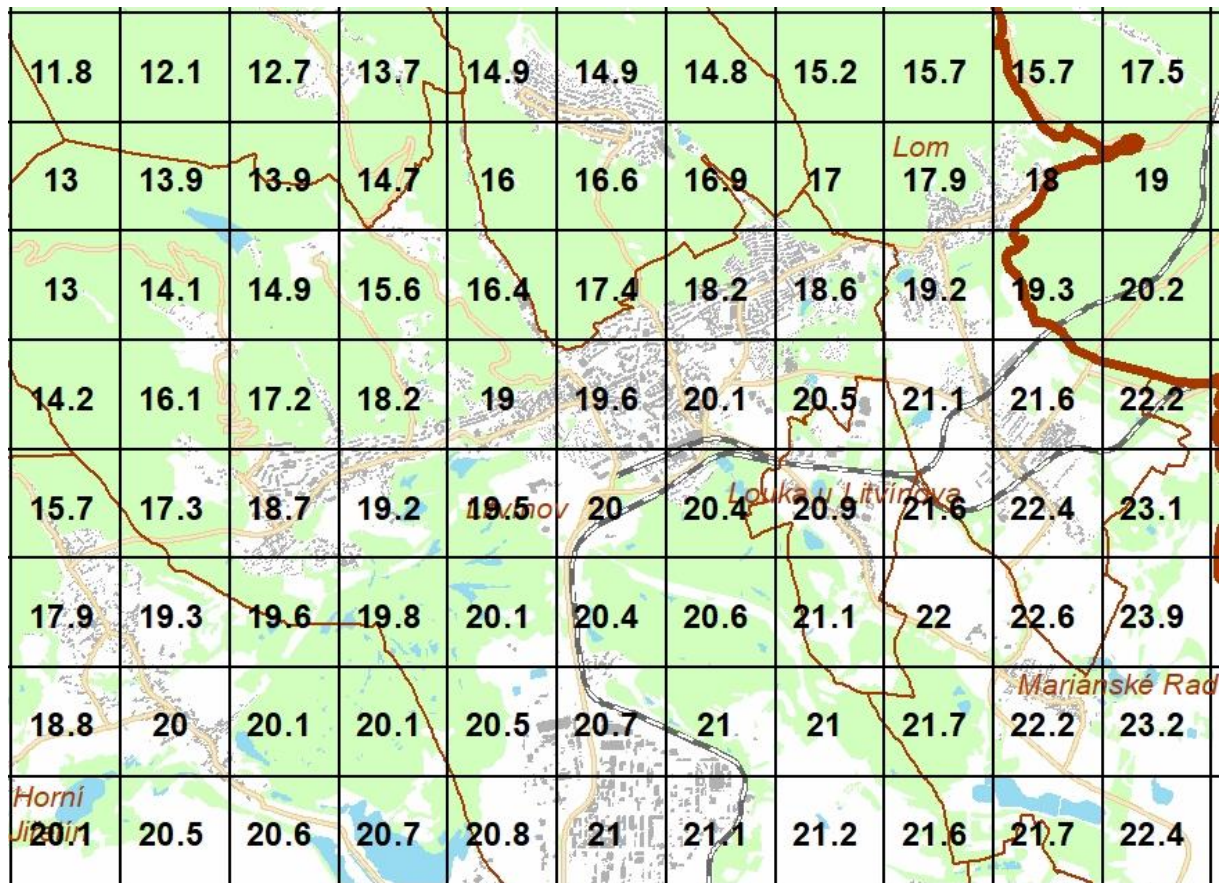 11.8 12.1 12.7 13.7 14.9 14.9 14.8 15.2 15.7 15.7 17.5
Lom
13 13.9 13.9 14.7 16 16.6 16.9 17 17.9 18 19
13 14.1 14.9 15.6 16.4 17.4 18.2 18.6 19.2 19.3 20.2
14.2 16.1 17.2 18.2 19 19.6 20.1 20.5 21.1 21.6 22.2
Louka u Litvínova
15.7 17.3 18.7 19.2 19.5 20 20.4 20.9 21.6 22.4 23.1
Litvínov
17.9 19.3 19.6 19.8 20.1 20.4 20.6 21.1 22 22.6 23.9
Mariánské Rad
18.8 20 20.1 20.1 20.5 20.7 21 21 21.7 22.2 23.2
Horní
Jiřetín
20.1 20.5 20.6 20.7 20.8 21 21.1 21.2 21.6 21.7 22.4